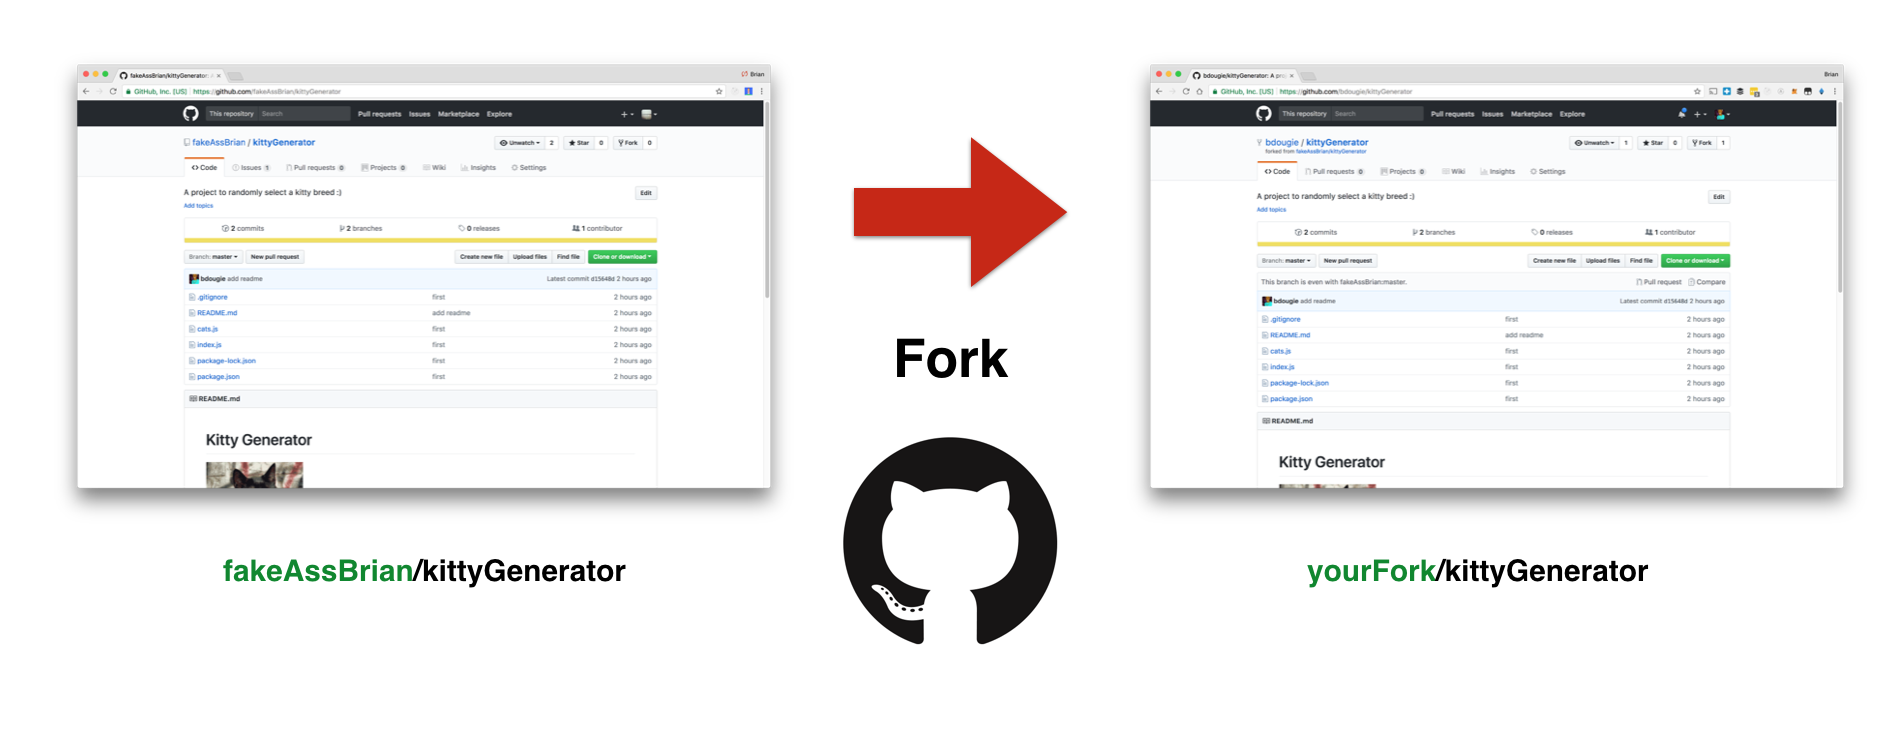 fakeAssBrian/kittyGenerator: /
Brian
GitHub, Inc. [US] https://github.com/fakeAssBrian/kittyGenerator
This repository Search Pull requests Issues Marketplace Explore
fakeAssBrian / kittyGenerator
Unwatch 2 Star 0 Fork 0
Code Issues 1 Pull requests 0 Projects 0 Wiki Insights Settings
A project to randomly select a kitty breed :)
Edit
Add topics
2 commits 2 branches 0 releases 1 contributor
Branch: master New pull request Create new file Upload files Find file Clone or download
bdougie add readme Latest commit d15648d 2 hours ago
.gitignore first 2 hours ago
README.md add readme 2 hours ago
cats.js first 2 hours ago
index.js first 2 hours ago
package-lock.json first 2 hours ago
package.json first 2 hours ago
README.md
Kitty Generator
fakeAssBrian/kittyGenerator
Fork
bdougie/kittyGenerator: A pro
Brian
GitHub, Inc. [US] https://github.com/bdougie/kittyGenerator
This repository Search Pull requests Issues Marketplace Explore
bdougie / kittyGenerator
forked from fakeAssBrian/kittyGenerator
Unwatch 1 Star 0 Fork 1
Code Pull requests 0 Projects 0 Wiki Insights Settings
A project to randomly select a kitty breed :)
Edit
Add topics
2 commits 2 branches 0 releases 1 contributor
Branch: master New pull request Create new file Upload files Find file Clone or download
This branch is even with fakeAssBrian:master. Pull request Compare
bdougie add readme Latest commit d15648d 2 hours ago
.gitignore first 2 hours ago
README.md add readme 2 hours ago
cats.js first 2 hours ago
index.js first 2 hours ago
package-lock.json first 2 hours ago
package.json first 2 hours ago
README.md
Kitty Generator
yourFork/kittyGenerator